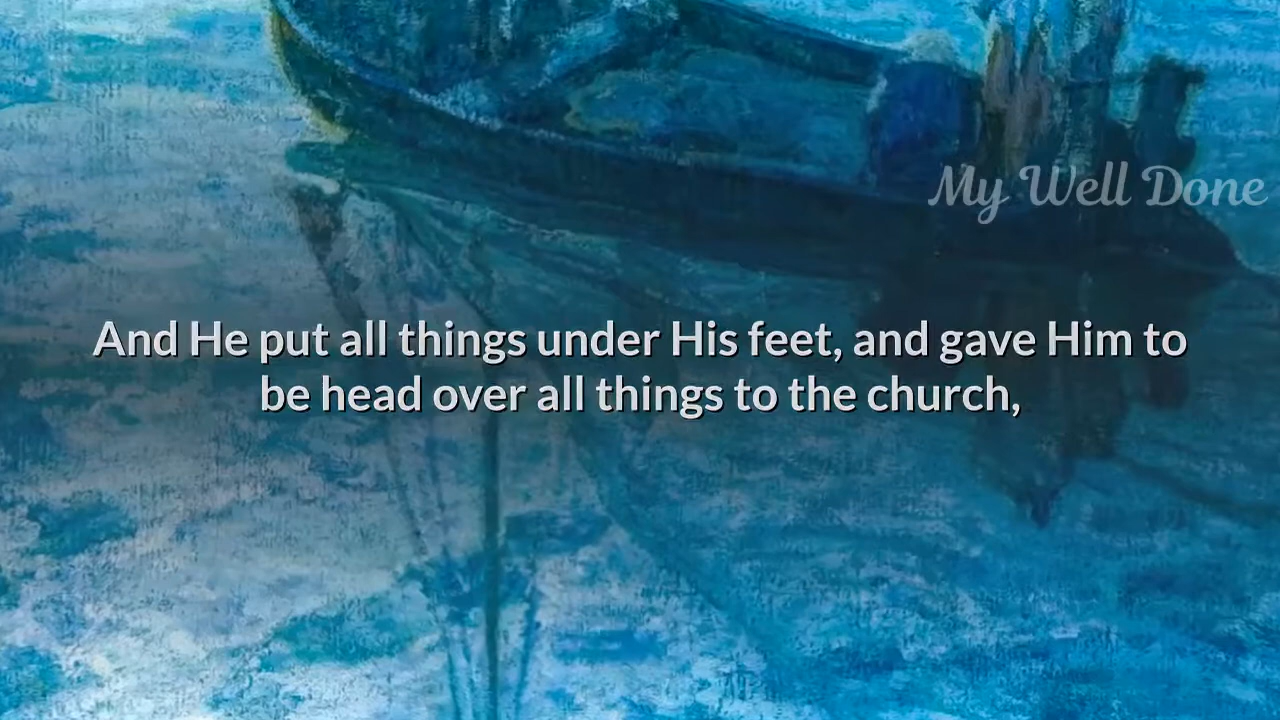 My Well Done
And He put all things under His feet, and gave Him to
be head over all things to the church,